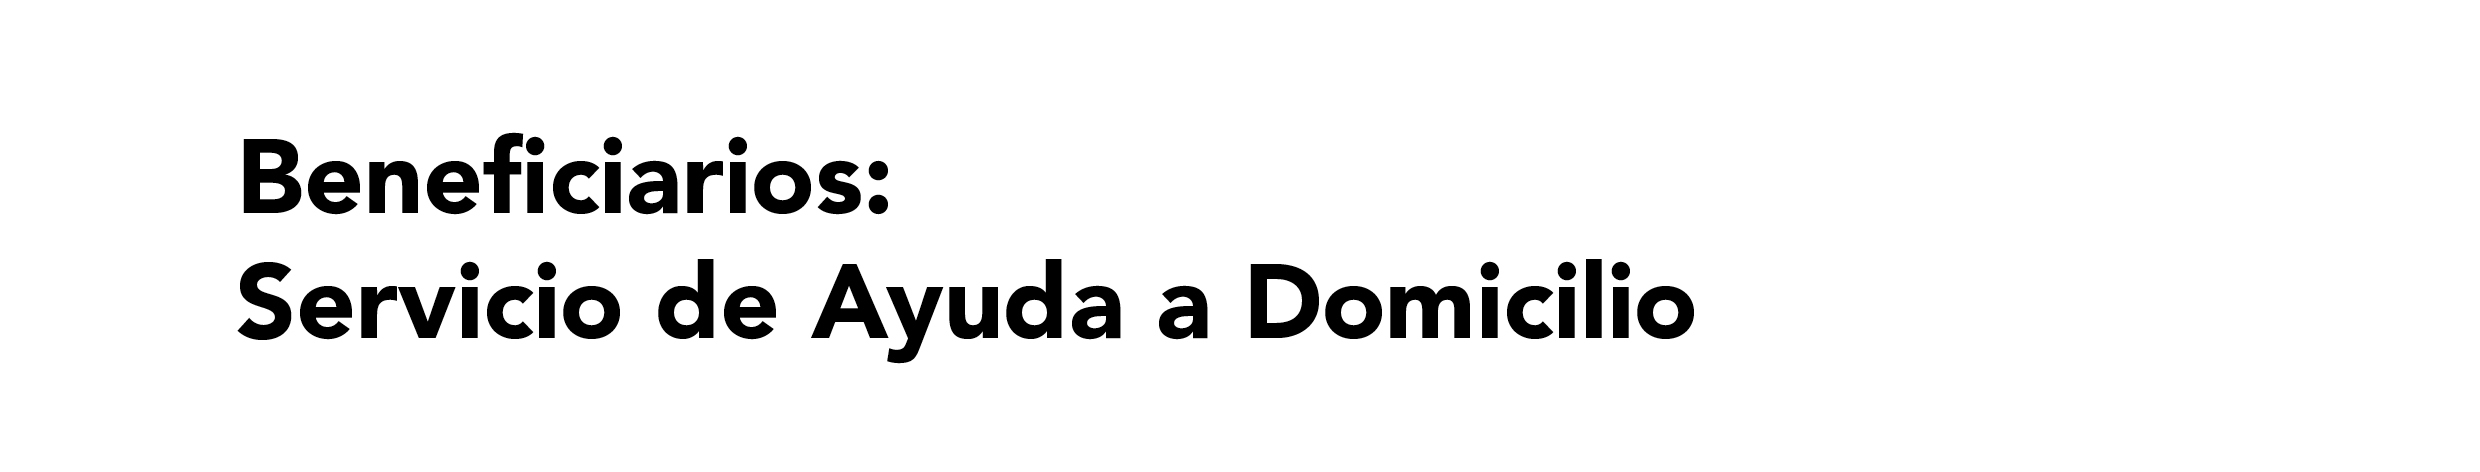 Beneficiarios:
Servicio de Ayuda a Domicilio